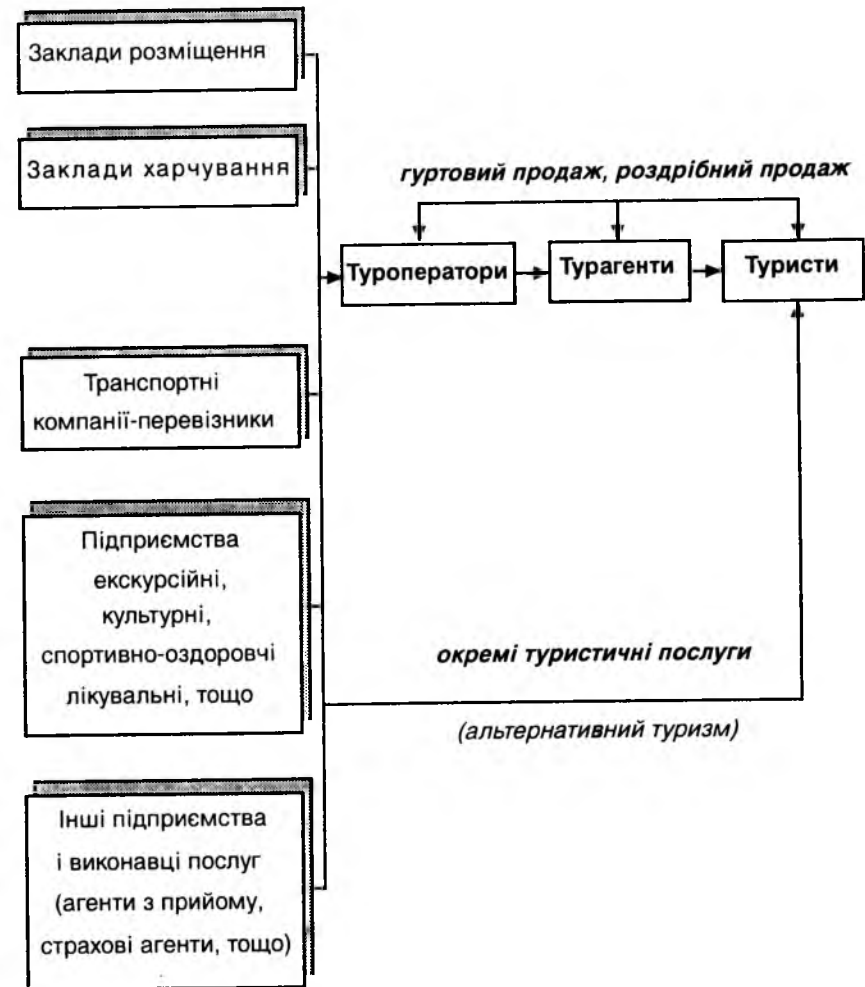 Заклади розміщення
Заклади харчування
гуртовий продаж, роздрібний продаж
Туроператори
Турагенти
Туристи
Транспортні
компанії-перевізники
Підприємства
екскурсійні,
культурні,
спортивно-оздоровчі
лікувальні, тощо
окремі туристичні послуги
(альтернативний туризм)
Інші підприємства
і виконавці послуг
(агенти з прийому,
страхові агенти, тощо)